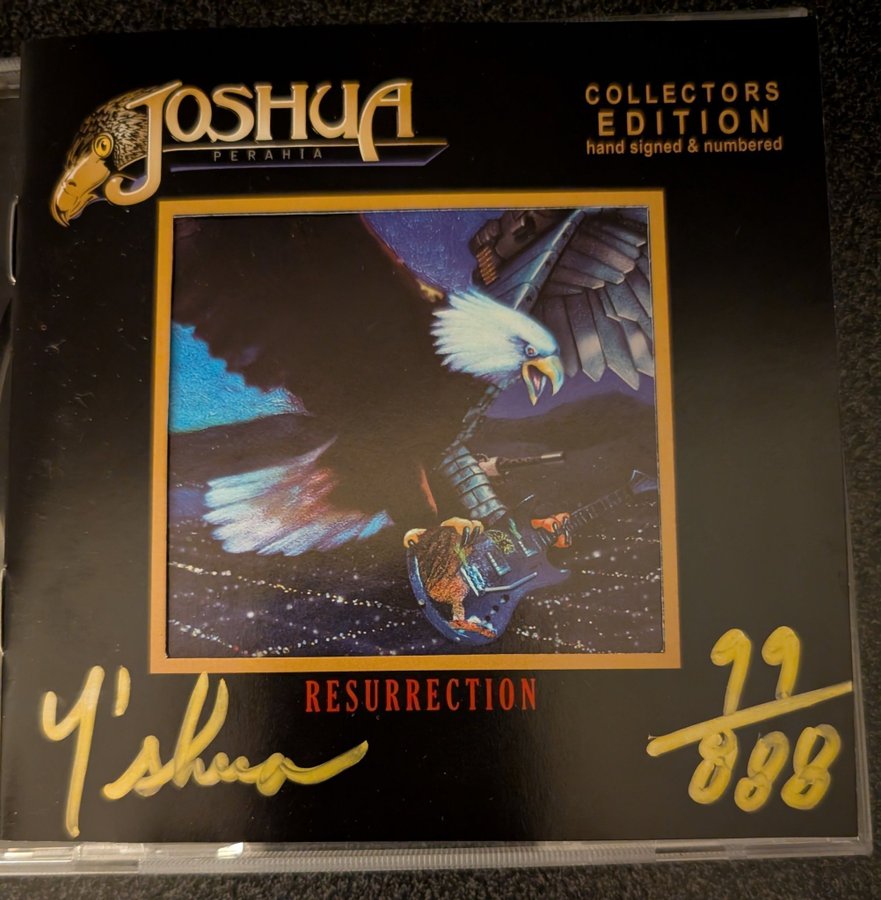 JOSHUA
PERAHIA
COLLECTORS
EDITION
hand signed & numbered
RESURRECTION
Y'shua
99
888